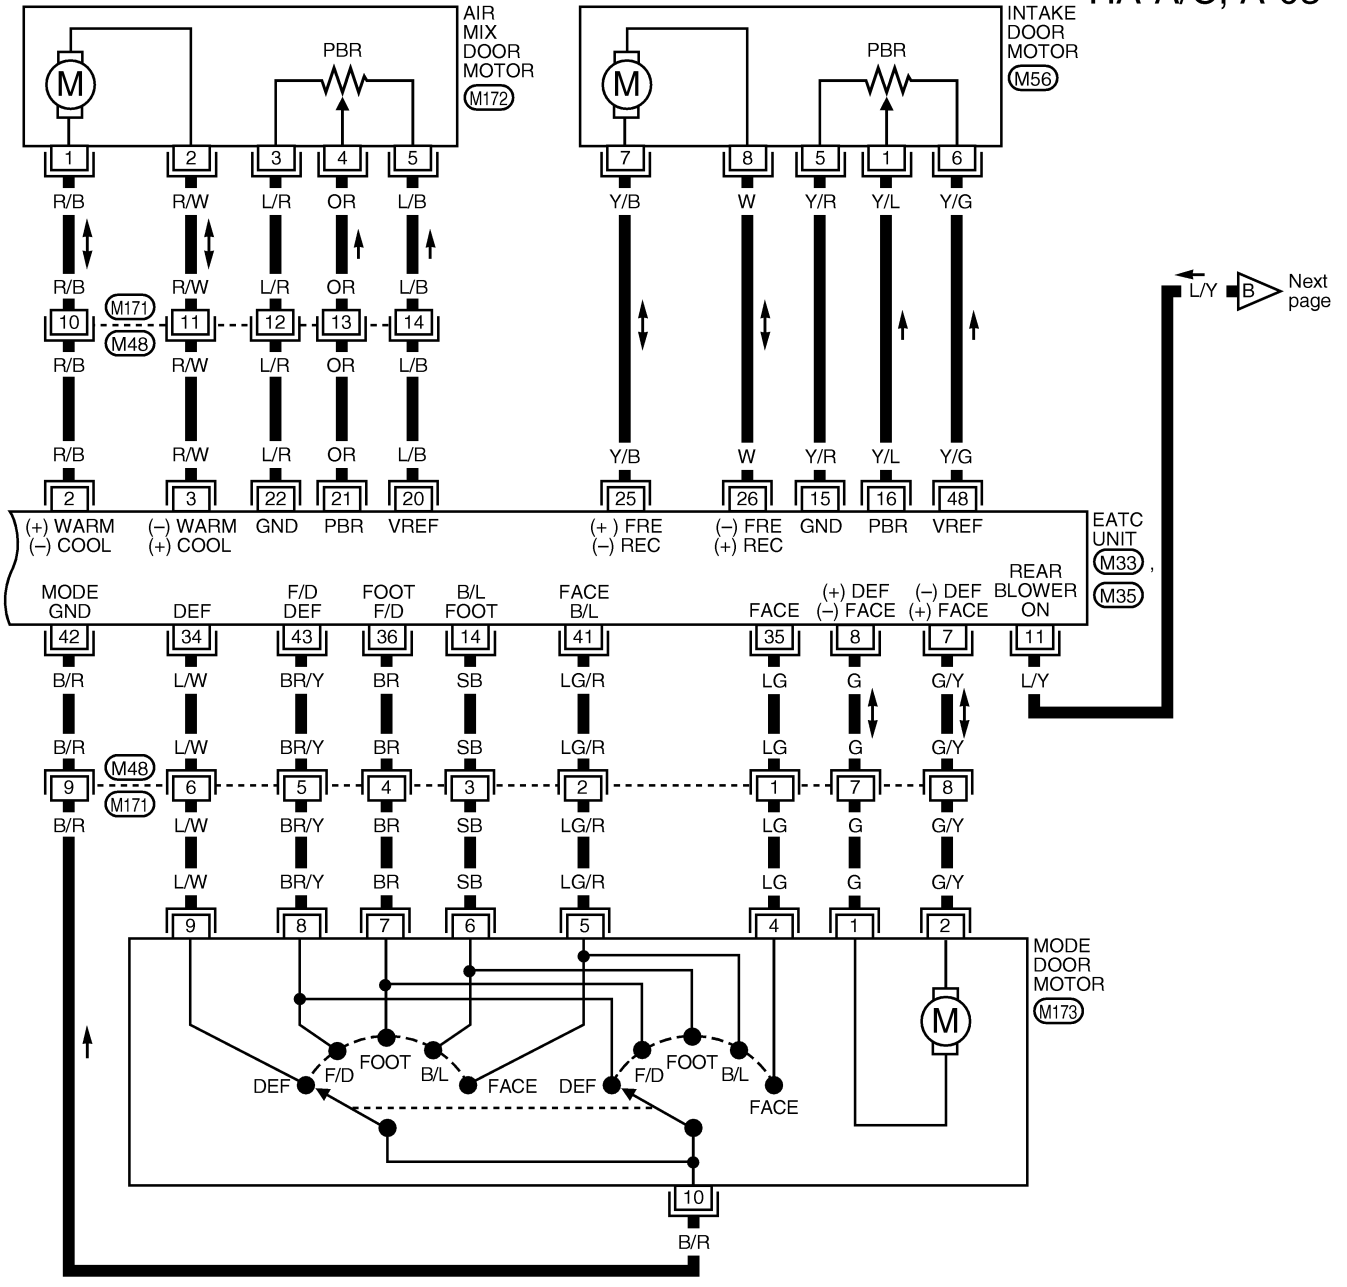 HA-A/C, A-03
AIR
MIX
DOOR
MOTOR
M172
M
PBR
INTAKE
DOOR
MOTOR
M56
M
PBR
1 2 3 4 5 7 8 5 1 6
R/B R/W L/R OR L/B Y/B W Y/R Y/L Y/G
R/B R/W L/R OR L/B
M171
10 11 12 13 14
M48
R/B R/W L/R OR L/B
L/Y B Next
page
R/B R/W L/R OR L/B Y/B W Y/R Y/L Y/G
2 3 22 21 20 25 26 15 16 48
(+) WARM (–) WARM GND PBR VREF (+ ) FRE (–) FRE GND PBR VREF
(–) COOL (+) COOL (–) REC (+) REC
EATC
UNIT
M33 ,
M35
REAR
MODE F/D FOOT B/L FACE (+) DEF (–) DEF BLOWER
GND DEF DEF F/D FOOT B/L FACE (–) FACE (+) FACE ON
42 34 43 36 14 41 35 8 7 11
B/R L/W BR/Y BR SB LG/R LG G G/Y L/Y
B/R L/W BR/Y BR SB LG/R LG G G/Y
M48
9 6 5 4 3 2 1 7 8
M171
B/R L/W BR/Y BR SB LG/R LG G G/Y
L/W BR/Y BR SB LG/R LG G G/Y
9 8 7 6 5 4 1 2
MODE
DOOR
MOTOR
M173
M
FOOT FOOT
F/D B/L F/D B/L
DEF FACE DEF
FACE
10
B/R